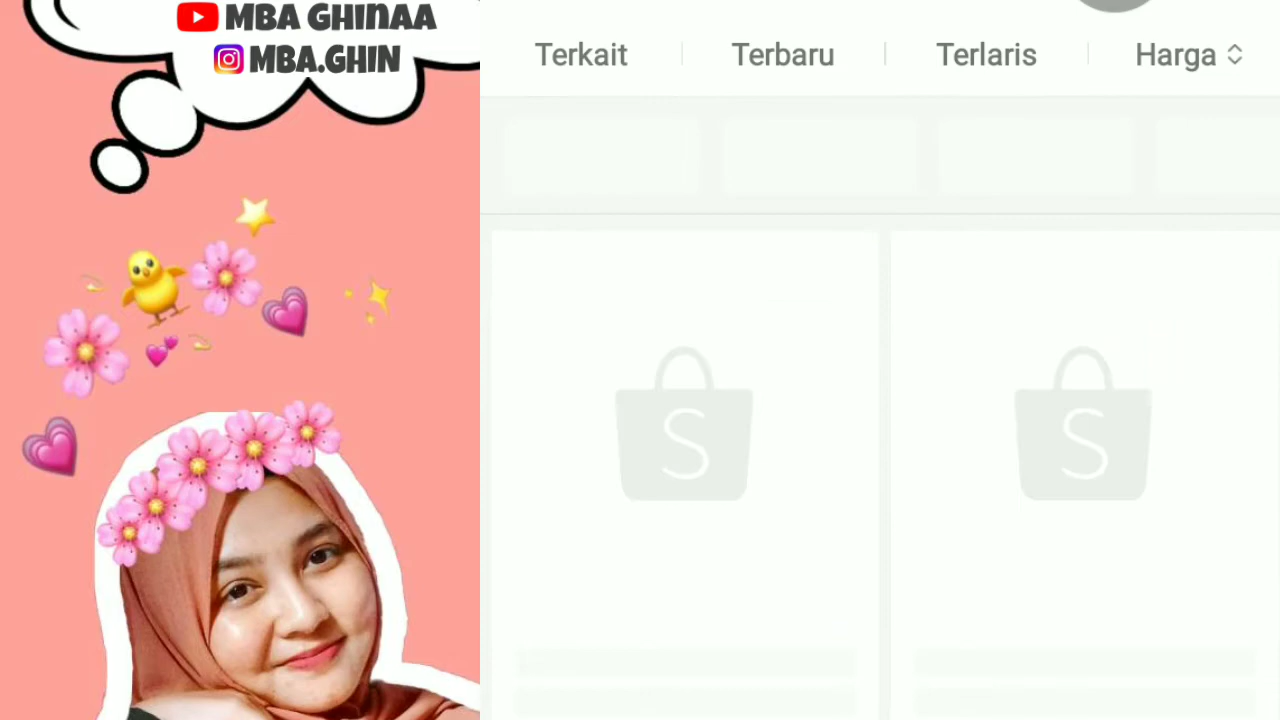 MBA GHINAA
MBA.GHIN
Terkait
Terbaru
Terlaris
Harga
S
S